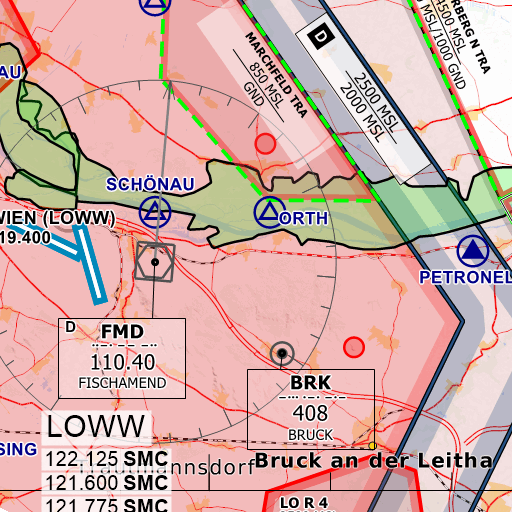 MARCHFELD TRA
850 MSL
GND
D
2500 MSL
2000 MSL
4500 MSL
MSL/1000 GND
RBERG N TRA
AU
SCHÖNAU
ORTH
PETRONEL
WIEN (LOWW)
19.400
D
FMD
110.40
FISCHAMEND
BRK
408
BRUCK
LOWW
SING
122.125 SMC
121.600 SMC
121.775 SMC
Trautmannsdorf
Bruck an der Leitha
LO R 4